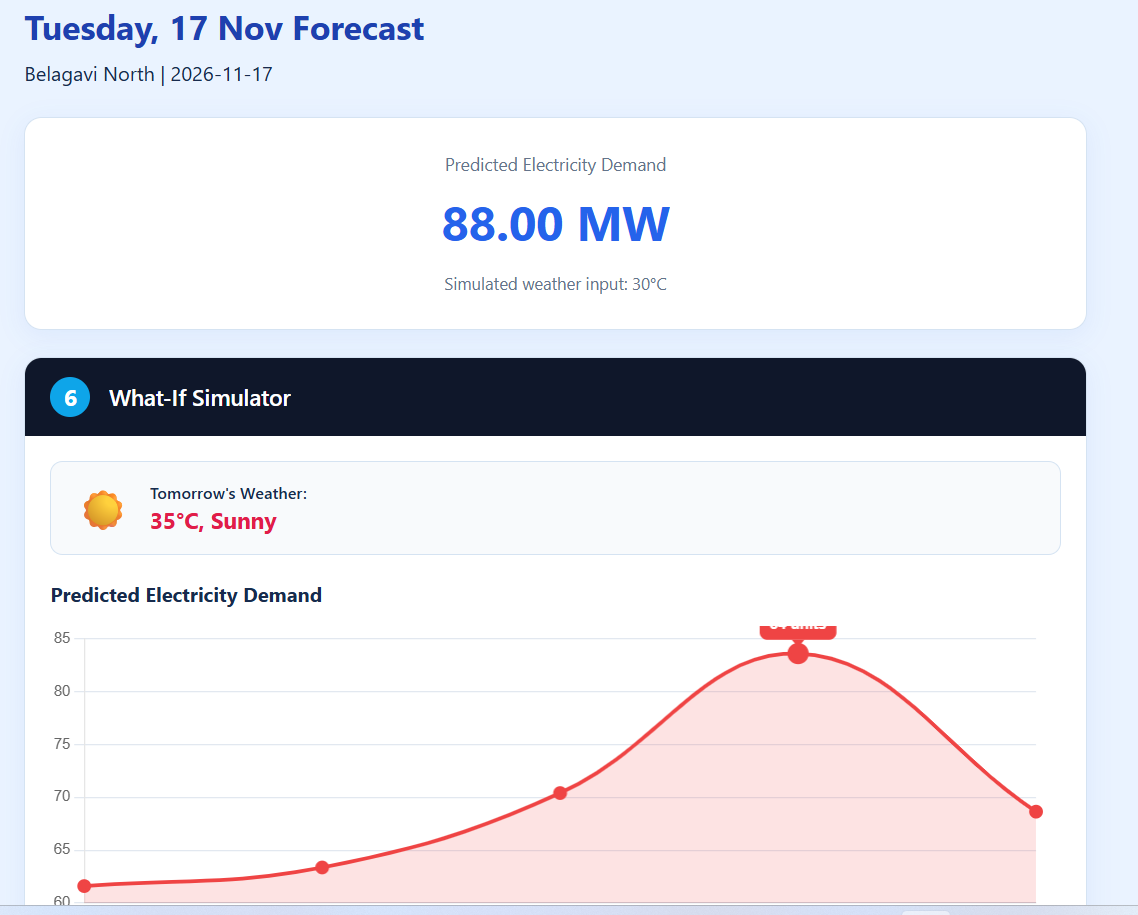 Tuesday, 17 Nov Forecast
Belagavi North | 2026-11-17
Predicted Electricity Demand
88.00 MW
Simulated weather input: 30°C
6
What-If Simulator
Tomorrow's Weather:
35°C, Sunny
Predicted Electricity Demand
85
80
75
70
65
60